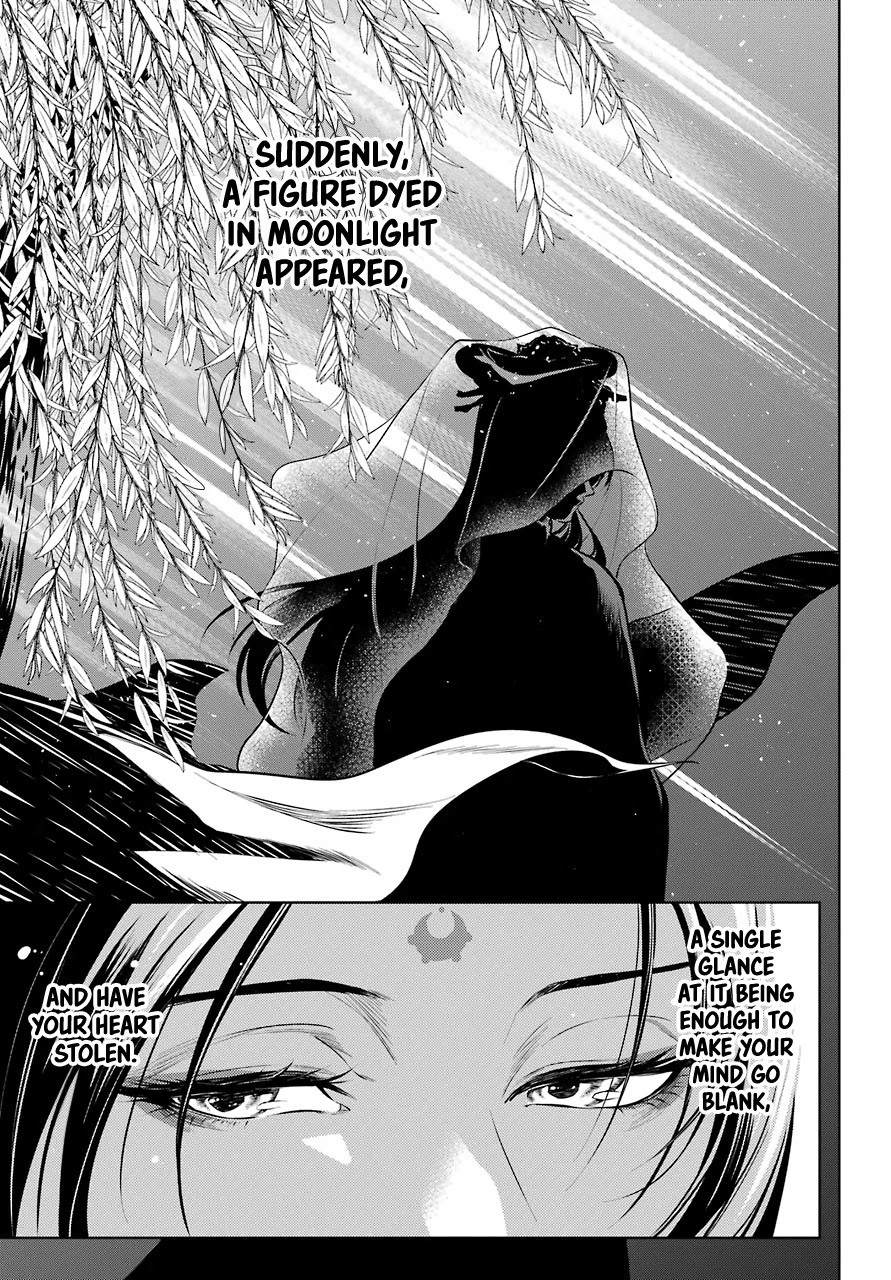 SUDDENLY,
A FIGURE DYED
IN MOONLIGHT
APPEARED,
A SINGLE
GLANCE
AT IT BEING
ENOUGH TO
MAKE YOUR
MIND GO
BLANK,
AND HAVE
YOUR HEART
STOLEN.